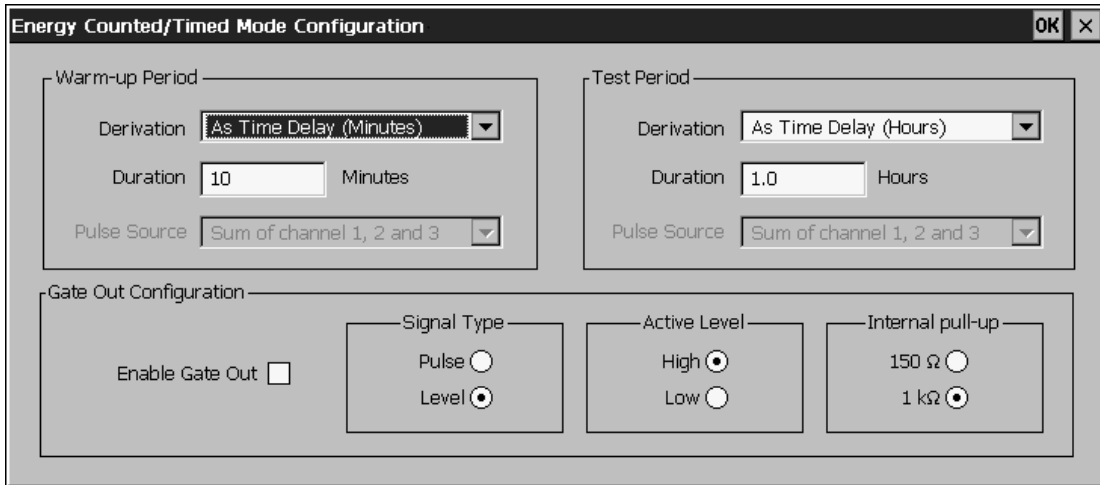 Energy Counted/Timed Mode Configuration OK ×
Warm-up Period
Derivation As Time Delay (Minutes)
Duration 10 Minutes
Pulse Source Sum of channel 1, 2 and 3
Test Period
Derivation As Time Delay (Hours)
Duration 1.0 Hours
Pulse Source Sum of channel 1, 2 and 3
Gate Out Configuration
Enable Gate Out
Signal Type
Pulse
Level
Active Level
High
Low
Internal pull-up
150 Ω
1 kΩ